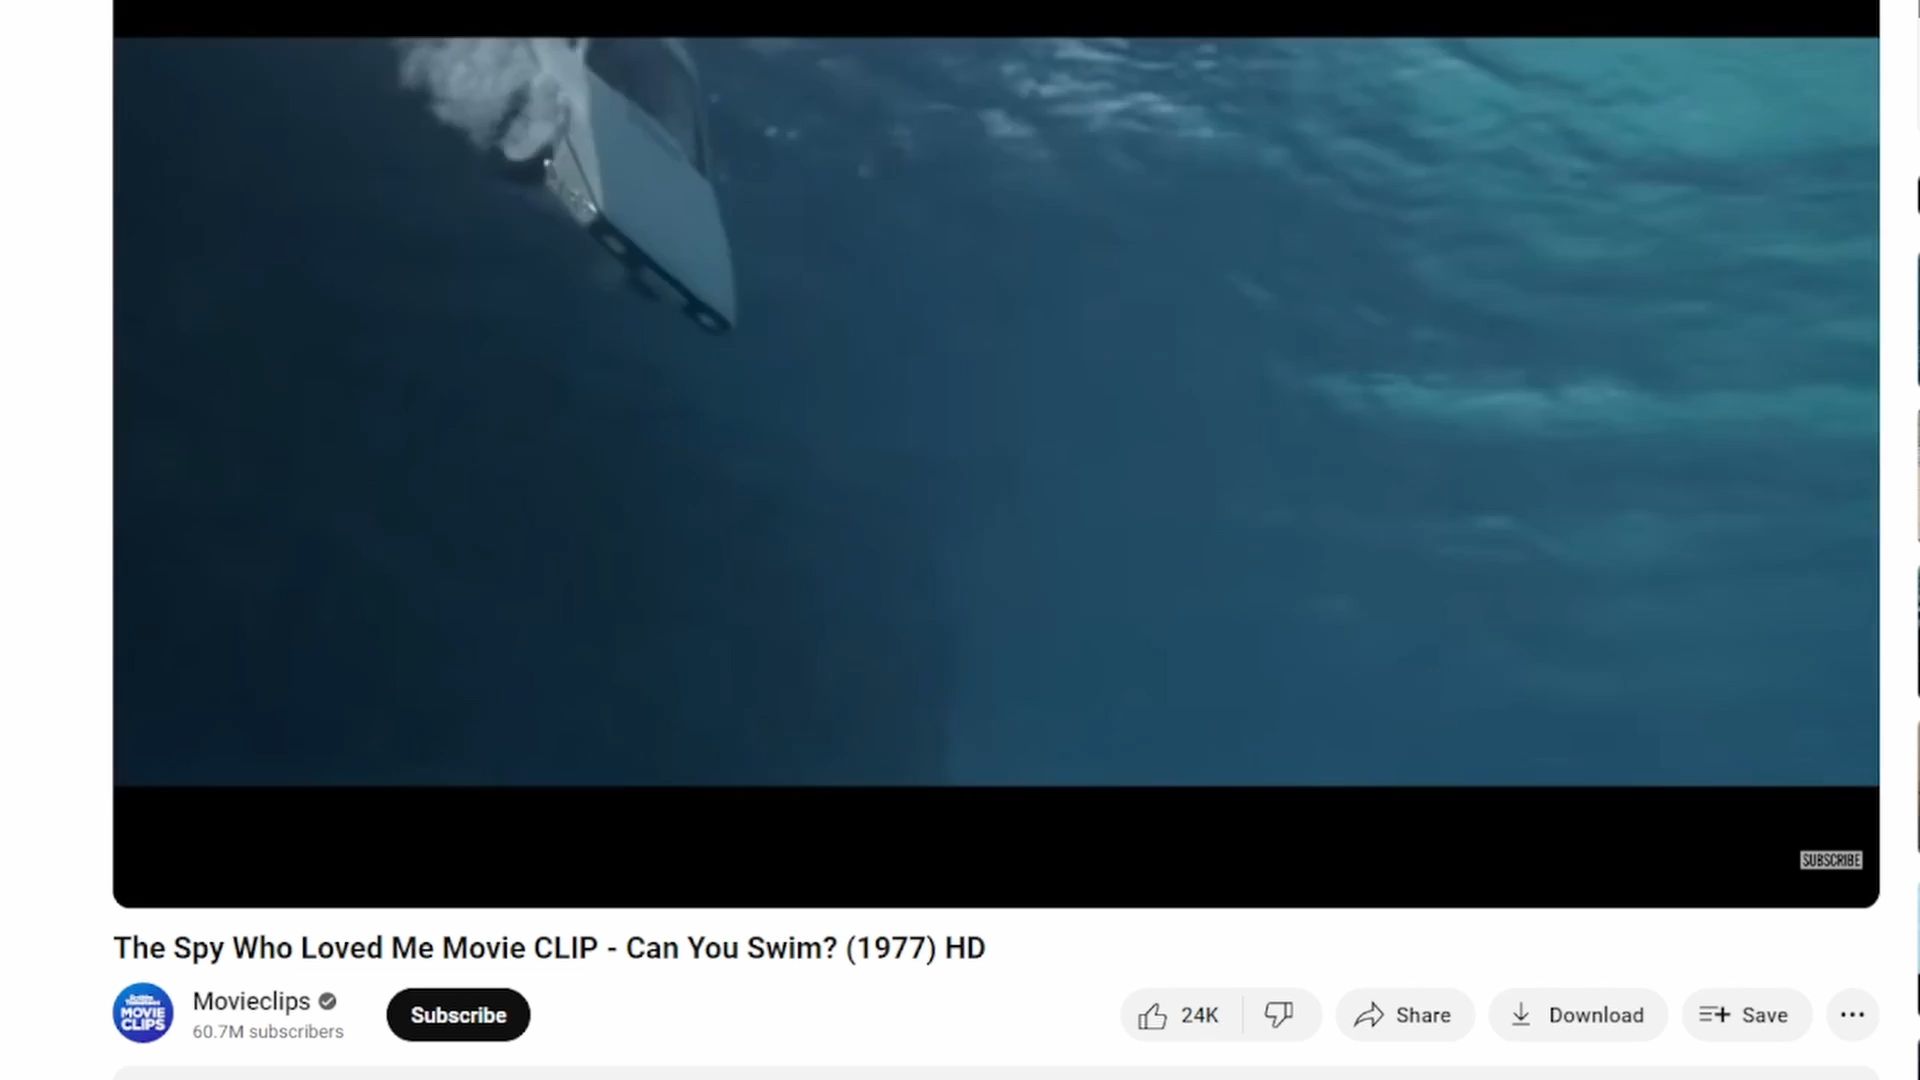 SUBSCRIBE
The Spy Who Loved Me Movie CLIP - Can You Swim? (1977) HD
MOVIE
CLIPS
Movieclips
60.7M subscribers
Subscribe
24K
Share
Download
Save